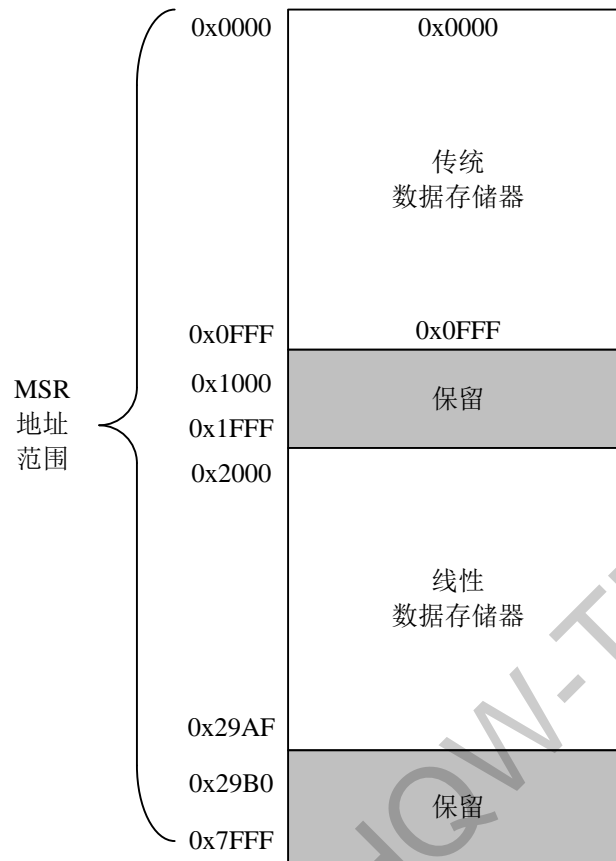 0x0000 0x0000
传统
数据存储器
0x0FFF 0x0FFF
MSR
地址
范围
0x1000
保留
0x1FFF
0x2000
线性
数据存储器
0x29AF
0x29B0
保留
0x7FFF